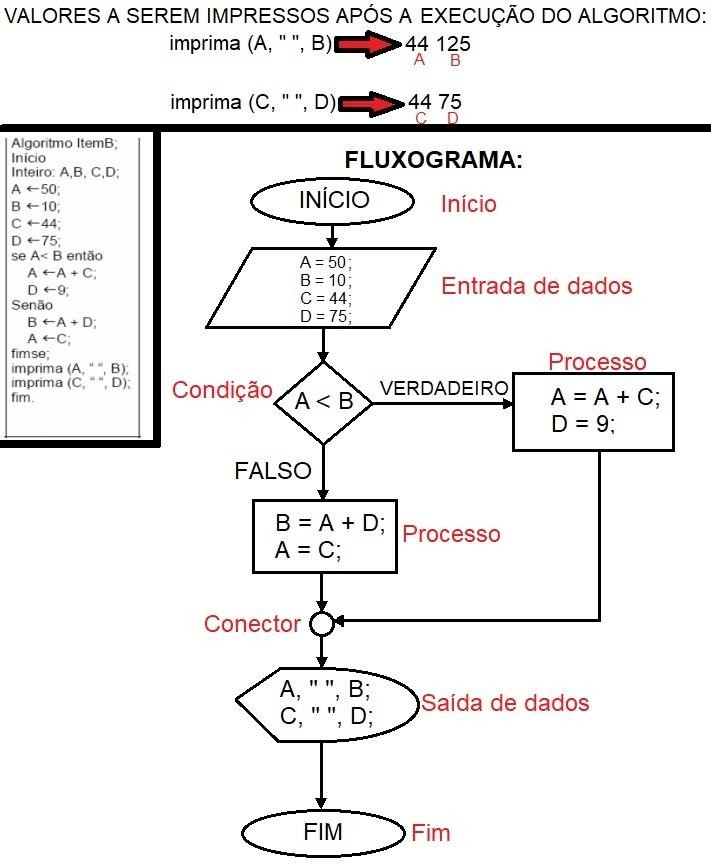 VALORES A SEREM IMPRESSOS APÓS A EXECUÇÃO DO ALGORITMO:
imprima (A, " ", B) 44 125
A B
imprima (C, " ", D) 44 75
C D
Algoritmo ItemB;
Início
Inteiro: A,B, C,D;
A ←50;
B ←10;
C ←44;
D ←75;
se A< B então
A ←A + C;
D ←9;
Senão
B ←A + D;
A ←C;
fimse;
imprima (A, " ", B);
imprima (C, " ", D);
fim.
FLUXOGRAMA:
INÍCIO Início
A = 50;
B = 10;
C = 44;
D = 75;
Entrada de dados
Condição A < B VERDADEIRO
Processo
A = A + C;
D = 9;
FALSO
B = A + D;
A = C;
Processo
Conector
A, " ", B;
C, " ", D;
Saída de dados
FIM Fim